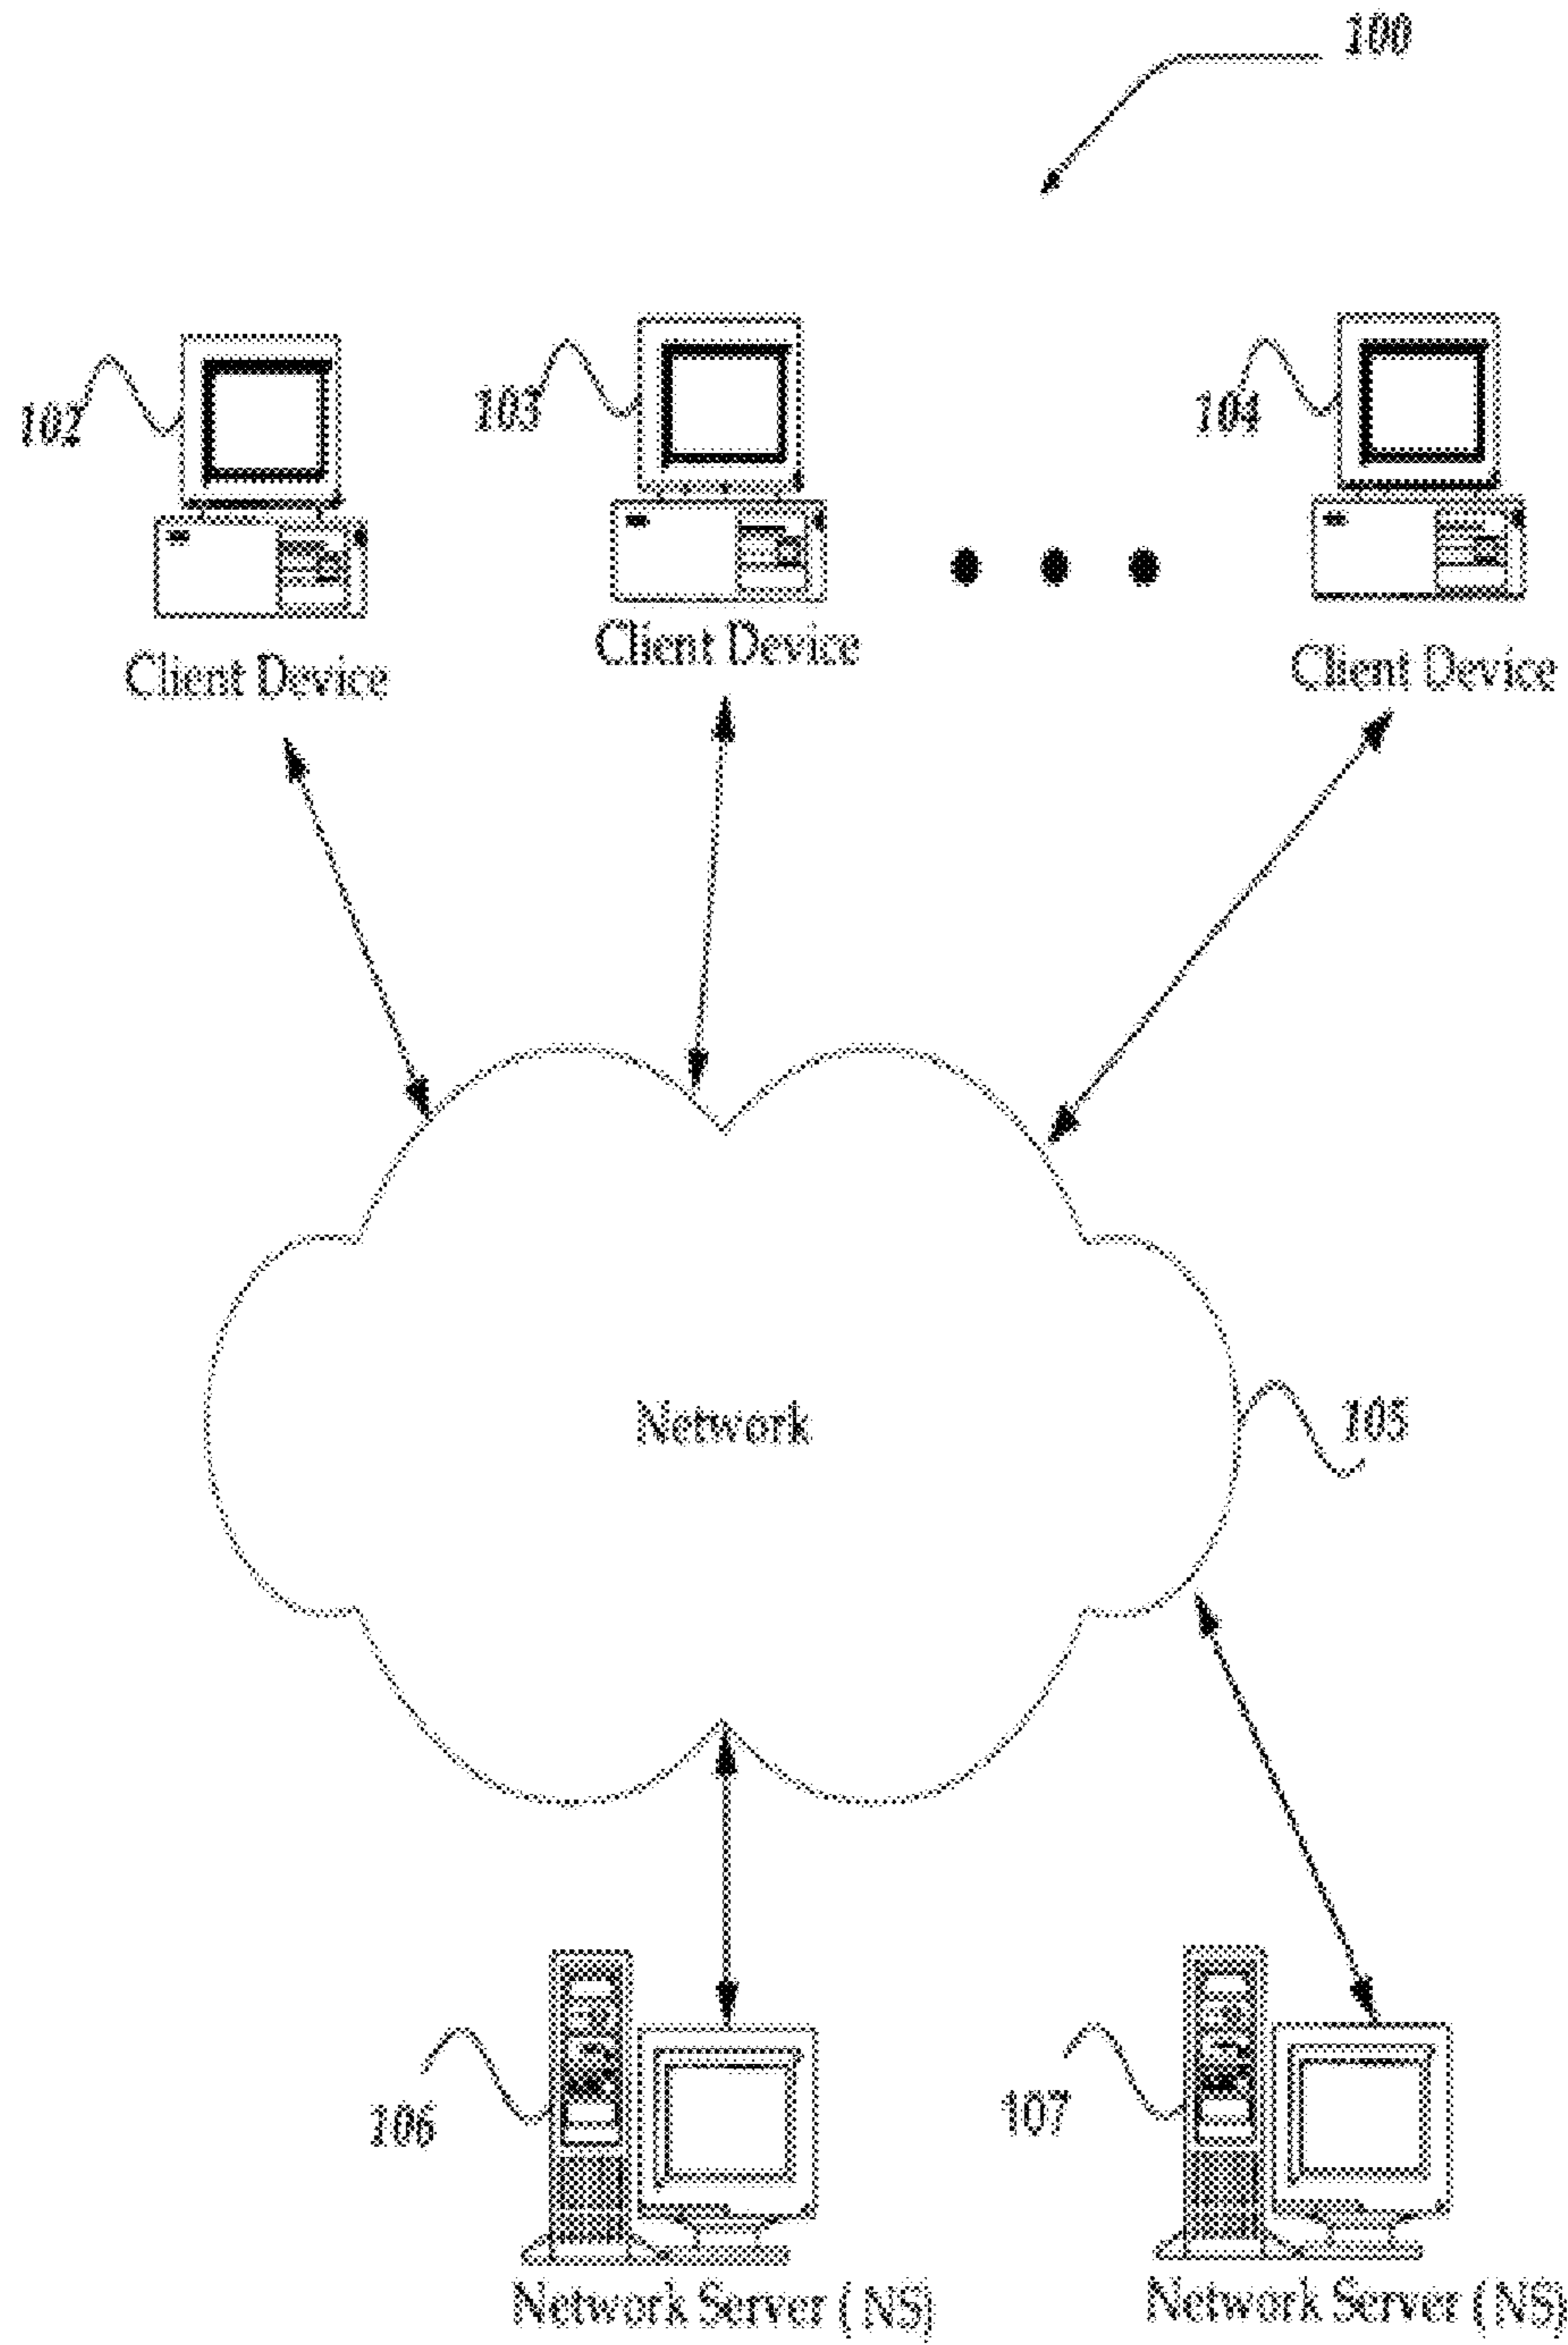 100
102
103
104
Client Device
Client Device
Client Device
Network
105
106
107
Network Server ( NS)
Network Server ( NS)